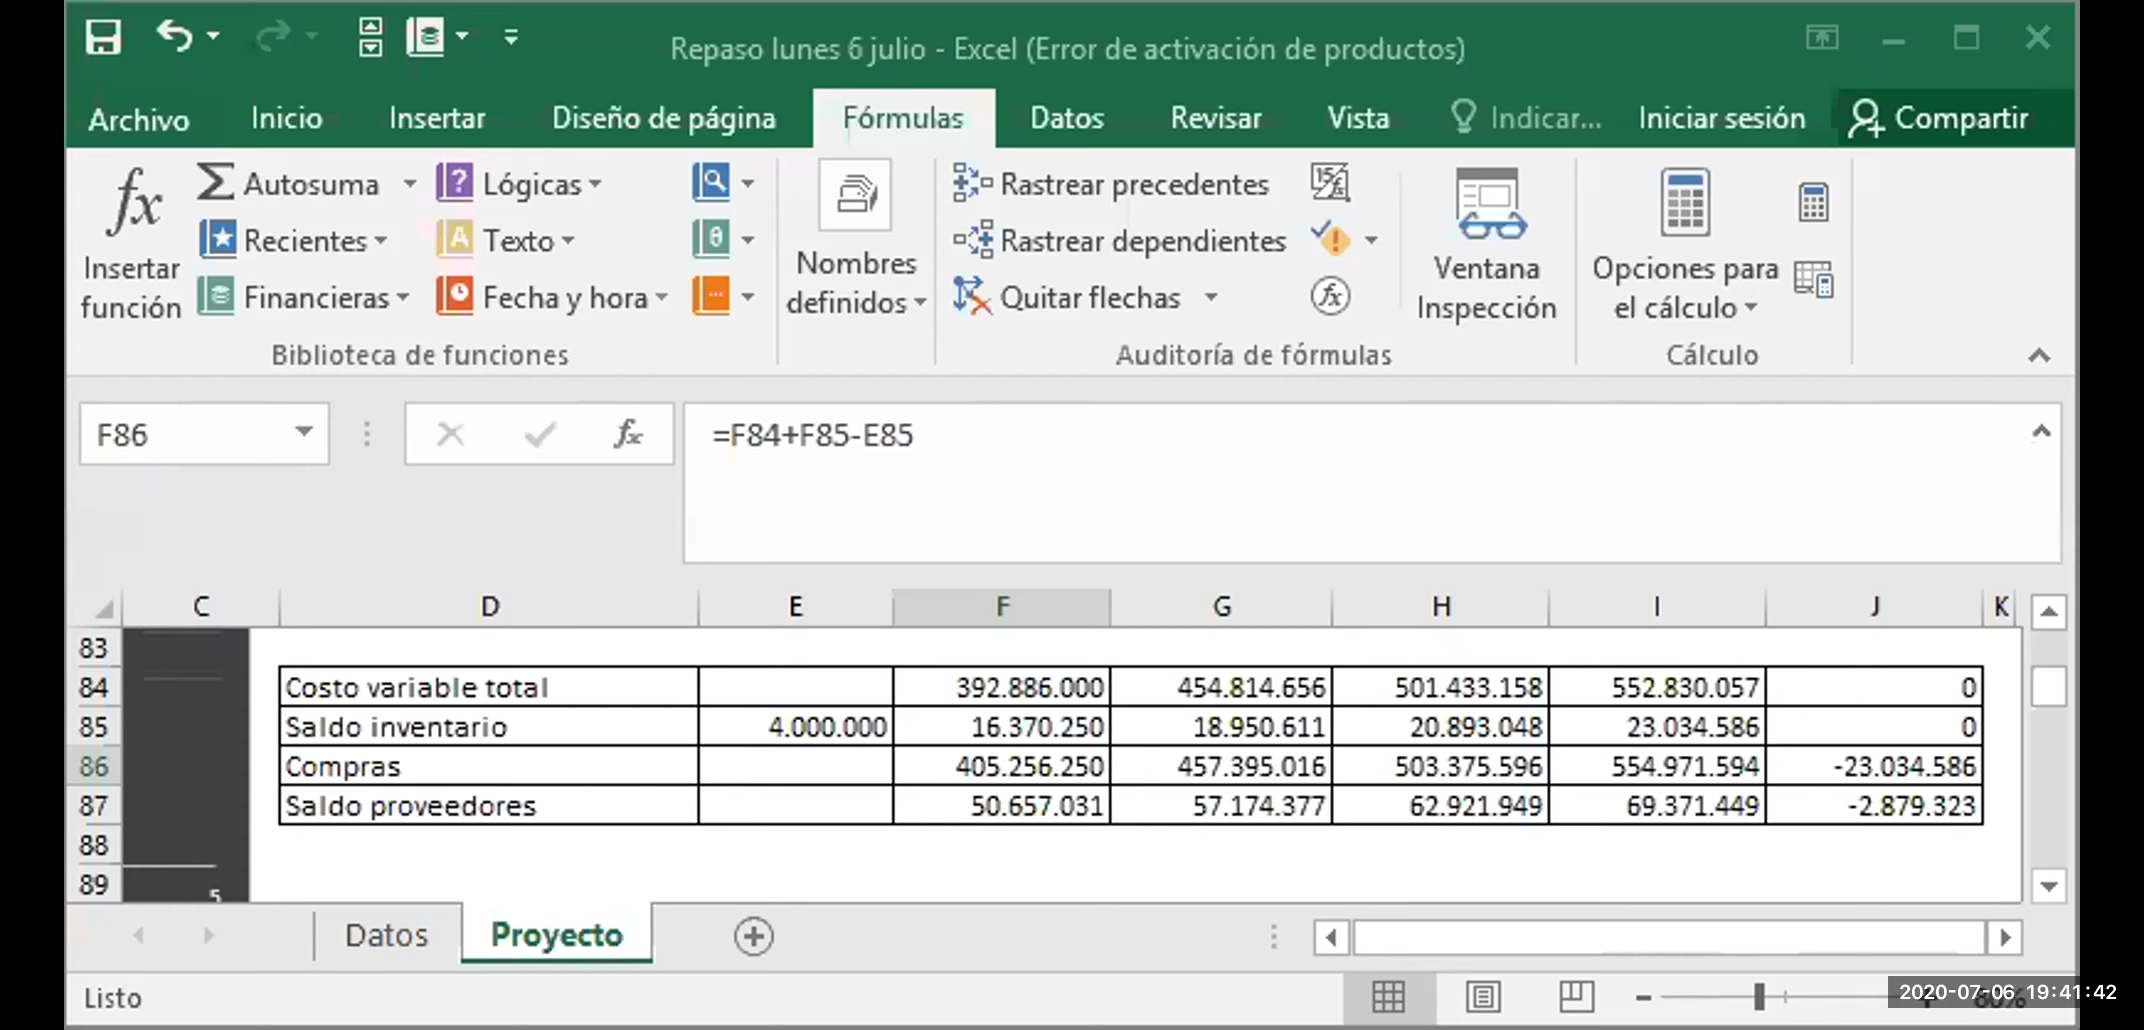 Repaso lunes 6 julio - Excel (Error de activación de productos)
Archivo Inicio Insertar Diseño de página Fórmulas Datos Revisar Vista Indicar... Iniciar sesión Compartir
fx Σ Autosuma Lógicas Rastrear precedentes
Recientes Texto Rastrear dependientes
Insertar función
Financieras Fecha y hora
Nombres definidos
Quitar flechas
Ventana Inspección
Opciones para el cálculo
Biblioteca de funciones Auditoría de fórmulas Cálculo
F86 fx =F84+F85-E85
C D E F G H I J K
83
84 Costo variable total 392.886.000 454.814.656 501.433.158 552.830.057 0
85 Saldo inventario 4.000.000 16.370.250 18.950.611 20.893.048 23.034.586 0
86 Compras 405.256.250 457.395.016 503.375.596 554.971.594 -23.034.586
87 Saldo proveedores 50.657.031 57.174.377 62.921.949 69.371.449 -2.879.323
88
89 5
Datos Proyecto
Listo
2020-07-06 19:41:42